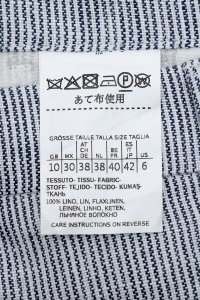 あて布使用
GRÖSSE TAILLE TALLA SIZE TAGLIA
GB MX AT CH DE BE ES FR IT JP US
10 30 38 38 40 42 6
TESSUTO- TISSU- FABRIC-
STOFF- TEJIDO- TECIDO- KUMAŞ-
ТКАНЬ
100% LINO, LIN, FLAXLINEN,
LEINEN, LINHO, KETEN,
ЛЬНЯНОЕ ВОЛОКНО
CARE INSTRUCTIONS ON REVERSE